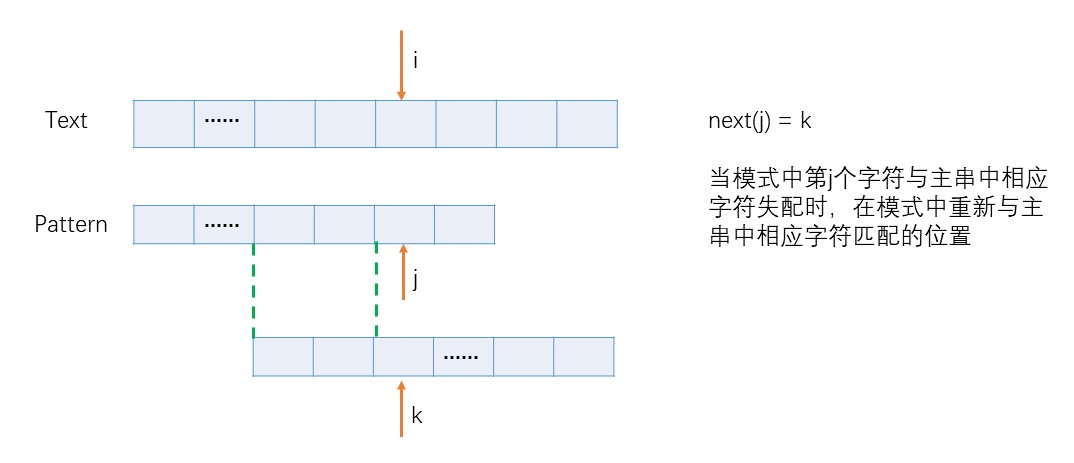 i
Text
······
next(j) = k
当模式中第j个字符与主串中相应
字符失配时，在模式中重新与主
串中相应字符匹配的位置
Pattern
······
j
······
k